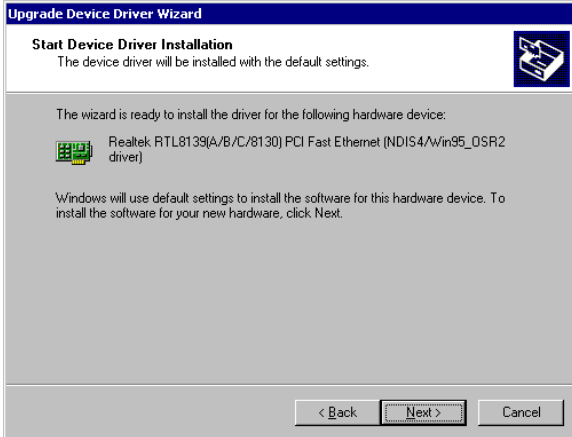 Upgrade Device Driver Wizard
Start Device Driver Installation
The device driver will be installed with the default settings.
The wizard is ready to install the driver for the following hardware device:
Realtek RTL8139(A/B/C/8130) PCI Fast Ethernet (NDIS4/Win95_OSR2
driver)
Windows will use default settings to install the software for this hardware device. To
install the software for your new hardware, click Next.
< Back
Next >
Cancel